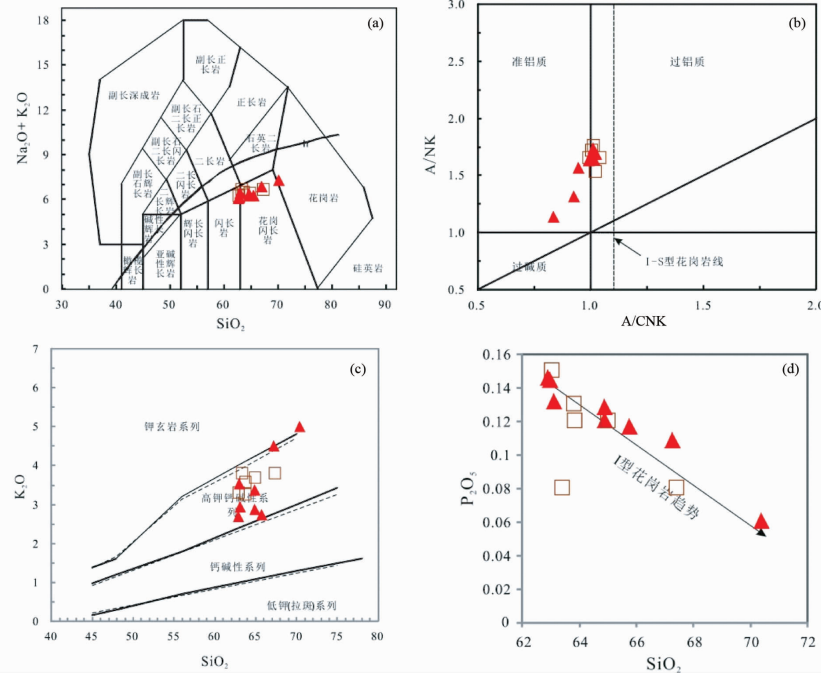 (a)
Na₂O+ K₂O
18
15
12
9
6
3
0
30
40
50
60
70
80
90
SiO₂
副长深成岩
副长正
长岩
副长石
二长正
长岩
正长岩
副长石
二长闪
长岩
二长岩
石英二
长岩
副长
石辉
岩
二长
闪长
岩
花岗岩
碱性
辉长
岩
亚碱
性辉
长岩
辉长
闪长
岩
闪长
岩
花岗
闪长
岩
硅英岩
(b)
A/NK
3.0
2.5
2.0
1.5
1.0
0.5
准铝质
过铝质
过碱质
I-S型花岗岩线
0.5
1.0
1.5
2.0
A/CNK
(c)
K₂O
7
6
5
4
3
2
1
0
钾玄岩系列
高钾钙碱性系
列
钙碱性系列
低钾(拉斑)系列
40
45
50
55
60
65
70
75
80
SiO₂
(d)
P₂O₅
0.16
0.14
0.12
0.1
0.08
0.06
0.04
0.02
0
I型花岗岩趋势
62
64
66
68
70
72
SiO₂